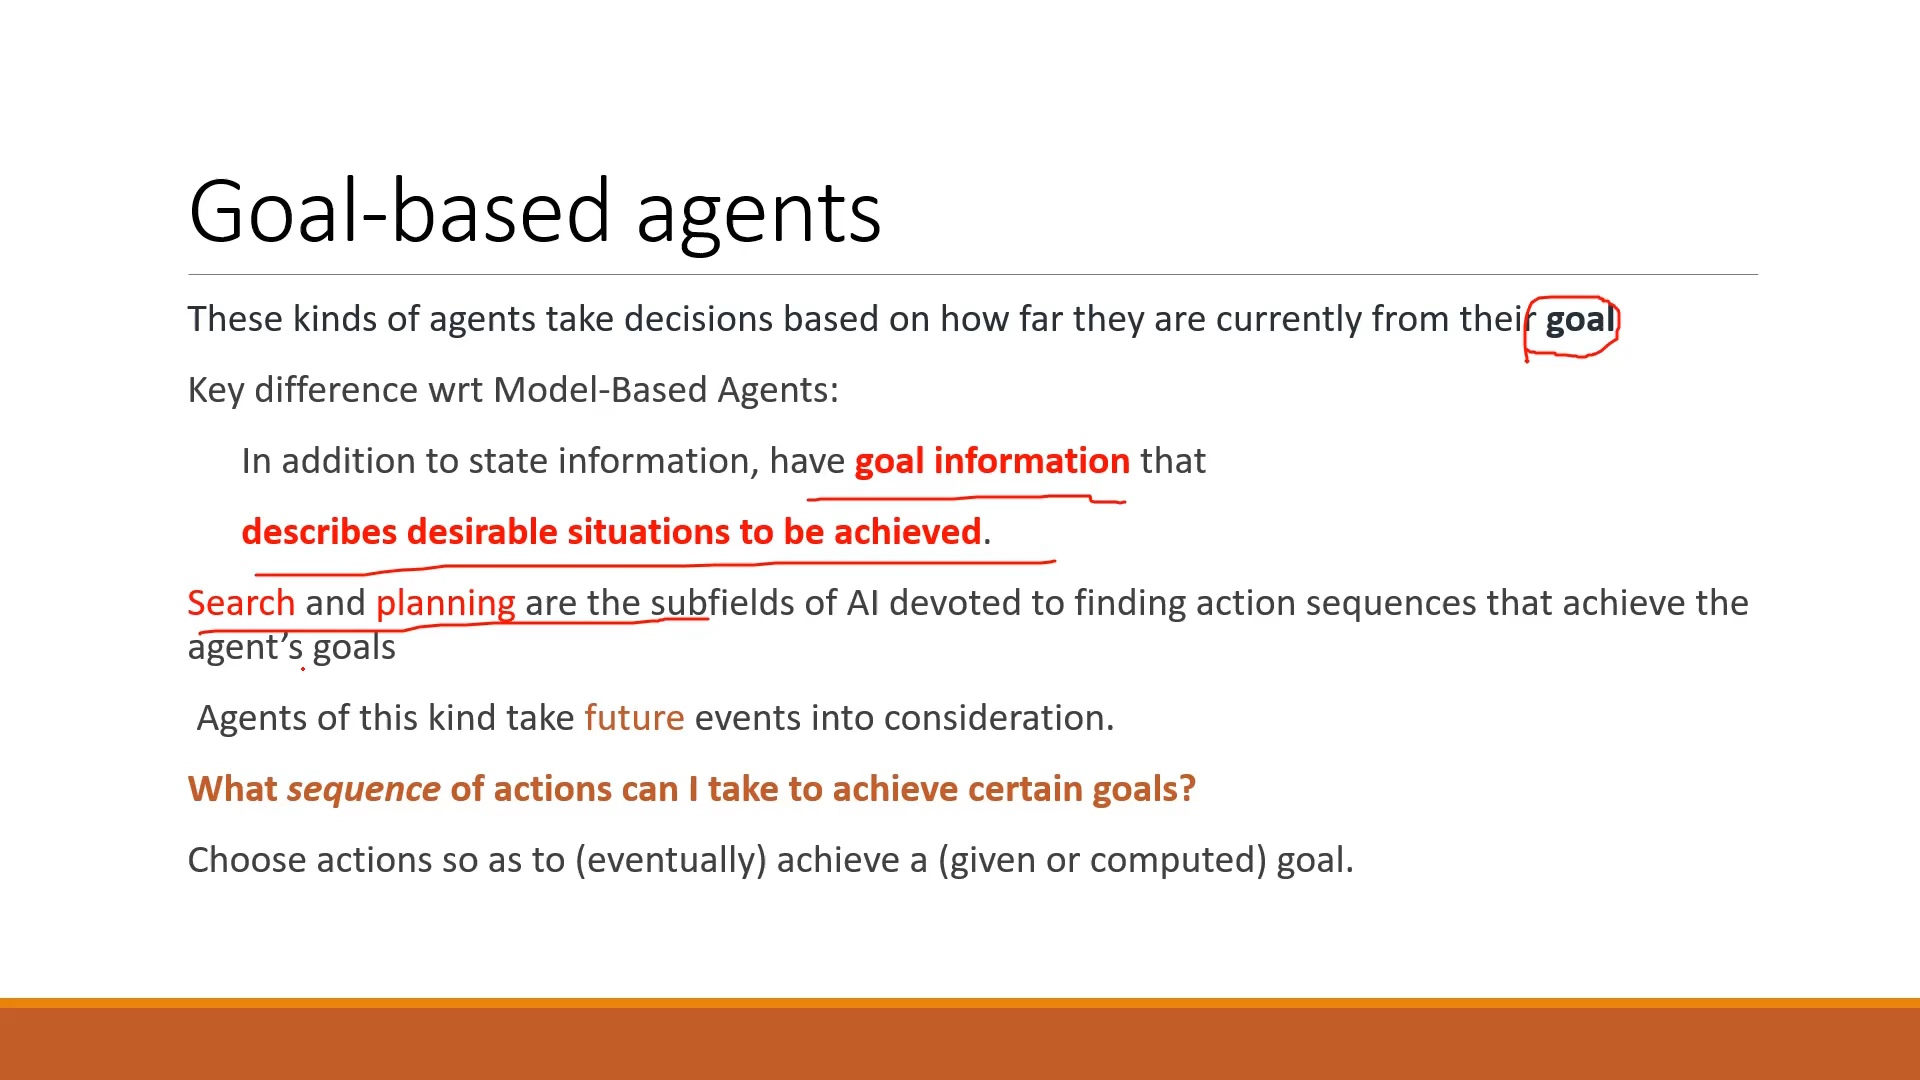 Goal-based agents
These kinds of agents take decisions based on how far they are currently from their goal
Key difference wrt Model-Based Agents:
In addition to state information, have goal information that
describes desirable situations to be achieved.
Search and planning are the subfields of AI devoted to finding action sequences that achieve the
agent’s goals
Agents of this kind take future events into consideration.
What sequence of actions can I take to achieve certain goals?
Choose actions so as to (eventually) achieve a (given or computed) goal.